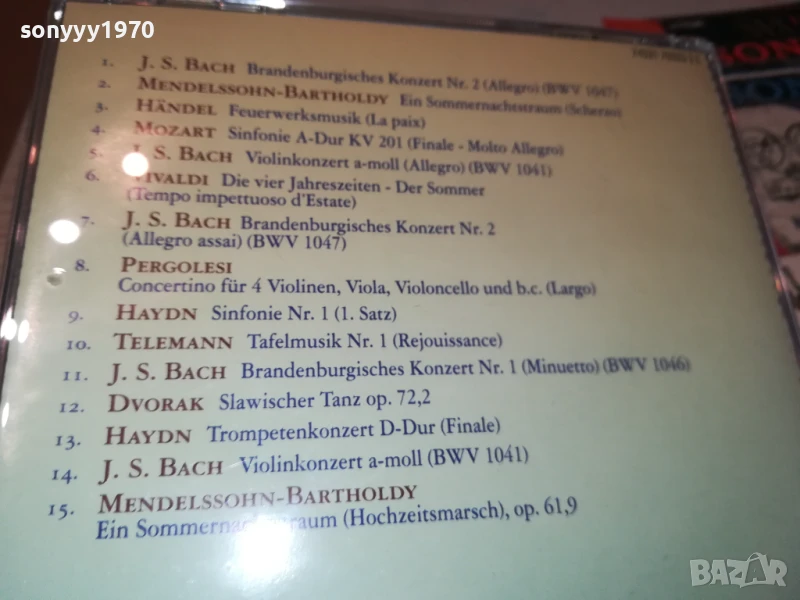 sonyyy1970
1. J. S. BACH Brandenburgisches Konzert Nr. 2 (Allegro) (BWV 1047)
2. MENDELSSOHN-BARTHOLDY Ein Sommernachtstraum (Scherzo)
3. HÄNDEL Feuerwerksmusik (La paix)
4. MOZART Sinfonie A-Dur KV 201 (Finale - Molto Allegro)
5. J. S. BACH Violinkonzert a-moll (Allegro) (BWV 1041)
6. VIVALDI Die vier Jahreszeiten - Der Sommer
(Tempo impettuoso d'Estate)
7. J. S. BACH Brandenburgisches Konzert Nr. 2
(Allegro assai) (BWV 1047)
8. PERGOLESI
Concertino für 4 Violinen, Viola, Violoncello und b.c. (Largo)
9. HAYDN Sinfonie Nr. 1 (1. Satz)
10. TELEMANN Tafelmusik Nr. 1 (Rejouissance)
11. J. S. BACH Brandenburgisches Konzert Nr. 1 (Minuetto) (BWV 1046)
12. DVORAK Slawischer Tanz op. 72,2
13. HAYDN Trompetenkonzert D-Dur (Finale)
14. J. S. BACH Violinkonzert a-moll (BWV 1041)
15. MENDELSSOHN-BARTHOLDY
Ein Sommernachtstraum (Hochzeitsmarsch), op. 61,9
BAZAR